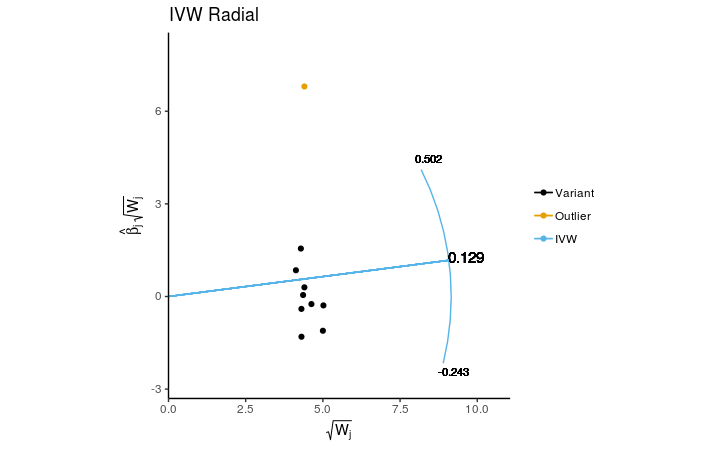 IVW Radial
β̂j√Wj
6
3
0
-3
0.502
0.129
-0.243
Variant
Outlier
IVW
0.0 2.5 5.0 7.5 10.0
√Wj